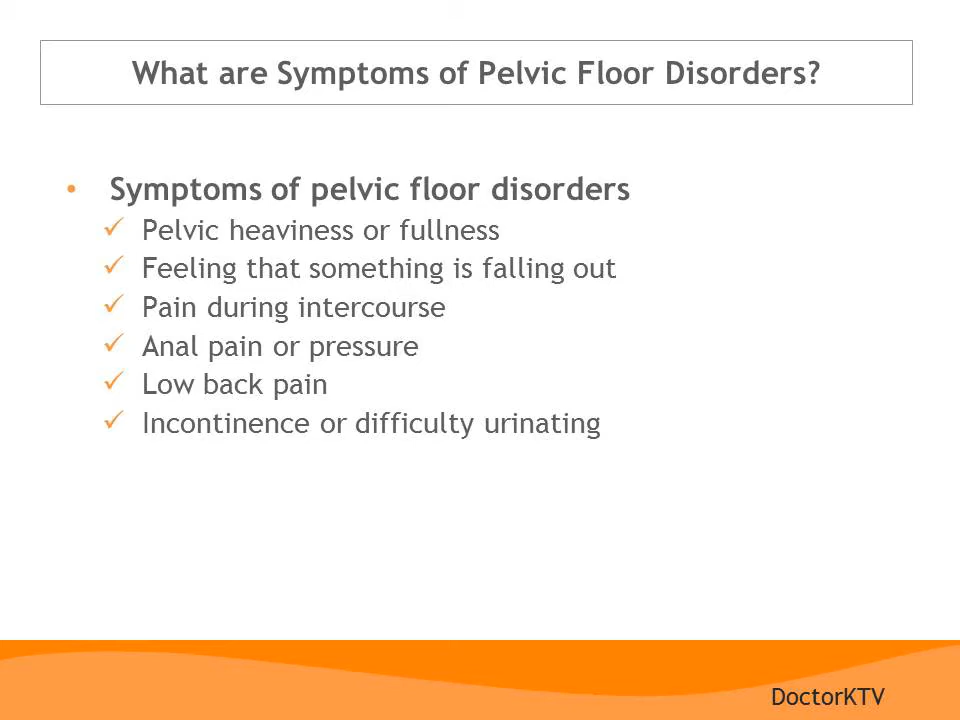 What are Symptoms of Pelvic Floor Disorders?
• Symptoms of pelvic floor disorders
✓ Pelvic heaviness or fullness
✓ Feeling that something is falling out
✓ Pain during intercourse
✓ Anal pain or pressure
✓ Low back pain
✓ Incontinence or difficulty urinating
DoctorKTV